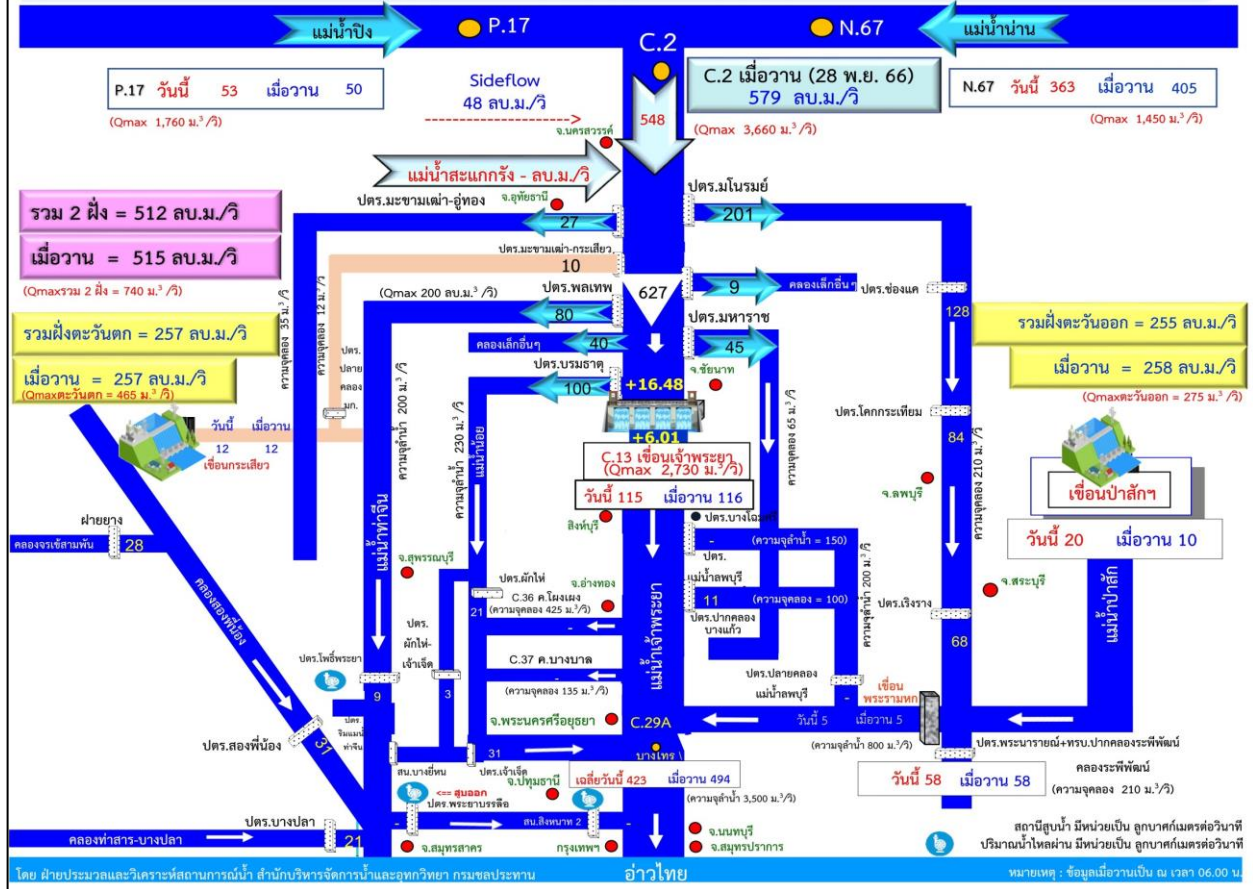 แม่น้ำปิง
P.17
C.2
N.67
แม่น้ำน่าน
P.17 วันนี้ 53 เมื่อวาน 50
(Qmax 1,760 ม.³/วิ)
Sideflow
48 ลบ.ม./วิ
จ.นครสวรรค์
548
C.2 เมื่อวาน (28 พ.ย. 66)
579 ลบ.ม./วิ
(Qmax 3,660 ม.³/วิ)
N.67 วันนี้ 363 เมื่อวาน 405
(Qmax 1,450 ม.³/วิ)
แม่น้ำสะแกกรัง - ลบ.ม./วิ
รวม 2 ฝั่ง = 512 ลบ.ม./วิ
เมื่อวาน = 515 ลบ.ม./วิ
(Qmaxรวม 2 ฝั่ง = 740 ม.³/วิ)
ปตร.มะขามเฒ่า-อู่ทอง
จ.อุทัยธานี
27
ปตร.มโนรมย์
201
ปตร.มะขามเฒ่า-กระเสียว
10
(Qmax 200 ลบ.ม.³/วิ)
ปตร.พลเทพ
80
627
9
คลองเล็กอื่นๆ
ปตร.ช่องแค
128
คลองเล็กอื่นๆ
40
ปตร.มหาราช
45
ปตร.บรมธาตุ
100
จ.ชัยนาท
+16.48
+6.01
C.13 เขื่อนเจ้าพระยา
(Qmax 2,730 ม.³/วิ)
วันนี้ 115 เมื่อวาน 116
รวมฝั่งตะวันตก = 257 ลบ.ม./วิ
เมื่อวาน = 257 ลบ.ม./วิ
(Qmaxตะวันตก = 465 ม.³/วิ)
รวมฝั่งตะวันออก = 255 ลบ.ม./วิ
เมื่อวาน = 258 ลบ.ม./วิ
(Qmaxตะวันออก = 275 ม.³/วิ)
ความจุคลอง 35 ม.³/วิ
ความจุคลอง 12 ม.³/วิ
ปตร.
ปลาย
คลอง
มก.
วันนี้ เมื่อวาน
12 12
เขื่อนกระเสียว
ความจุลำน้ำ 200 ม.³/วิ
แม่น้ำท่าจีน
ความจุลำน้ำ 230 ม.³/วิ
แม่น้ำน้อย
ความจุคลอง 65 ม.³/วิ
ปตร.โคกกระเทียม
84
จ.ลพบุรี
ความจุคลอง 210 ม.³/วิ
เขื่อนป่าสักฯ
วันนี้ 20 เมื่อวาน 10
แม่น้ำป่าสัก
จ.สระบุรี
ปตร.เริงราง
68
ฝายยาง
คลองจรเข้สามพัน
28
คลองสองพี่น้อง
จ.สุพรรณบุรี
สิงห์บุรี
ปตร.บางโฉมศรี
-
(ความจุลำน้ำ = 150)
ปตร.
แม่น้ำลพบุรี
11
(ความจุคลอง = 100)
ปตร.ปากคลอง
บางแก้ว
ความจุลำน้ำ 200 ม.³/วิ
ปตร.ผักไห่
21
จ.อ่างทอง
C.36 ค.โผงเผง
(ความจุคลอง 425 ม.³/วิ)
-
C.37 ค.บางบาล
-
(ความจุคลอง 135 ม.³/วิ)
แม่น้ำเจ้าพระยา
ปตร.
ผักไห่-
เจ้าเจ็ด
3
ปตร.โพธิ์พระยา
9
ปตร.
ริมแม่น้ำ
ท่าจีน
ปตร.ปลายคลอง
แม่น้ำลพบุรี
-
เขื่อน
พระรามหก
วันนี้ 5 เมื่อวาน 5
(ความจุลำน้ำ 800 ม.³/วิ)
ปตร.พระนารายณ์+ทรบ.ปากคลองระพีพัฒน์
วันนี้ 58 เมื่อวาน 58
คลองระพีพัฒน์
(ความจุคลอง 210 ม.³/วิ)
จ.พระนครศรีอยุธยา
C.29A
บางไทร
31
ปตร.สองพี่น้อง
31
สน.บางยี่หน
ปตร.เจ้าเจ็ด
จ.ปทุมธานี
เฉลี่ยวันนี้ 423 เมื่อวาน 494
(ความจุลำน้ำ 3,500 ม.³/วิ)
<== สูบออก
ปตร.พระยาบรรลือ
-
สน.สิงหนาท 2
-
ปตร.บางปลา
คลองท่าสาร-บางปลา
21
จ.สมุทรสาคร
กรุงเทพฯ
จ.นนทบุรี
จ.สมุทรปราการ
สถานีสูบน้ำ มีหน่วยเป็น ลูกบาศก์เมตรต่อวินาที
ปริมาณน้ำไหลผ่าน มีหน่วยเป็น ลูกบาศก์เมตรต่อวินาที
โดย ฝ่ายประมวลและวิเคราะห์สถานการณ์น้ำ สำนักบริหารจัดการน้ำและอุทกวิทยา กรมชลประทาน
อ่าวไทย
หมายเหตุ : ข้อมูลเมื่อวานเป็น ณ เวลา 06.00 น.